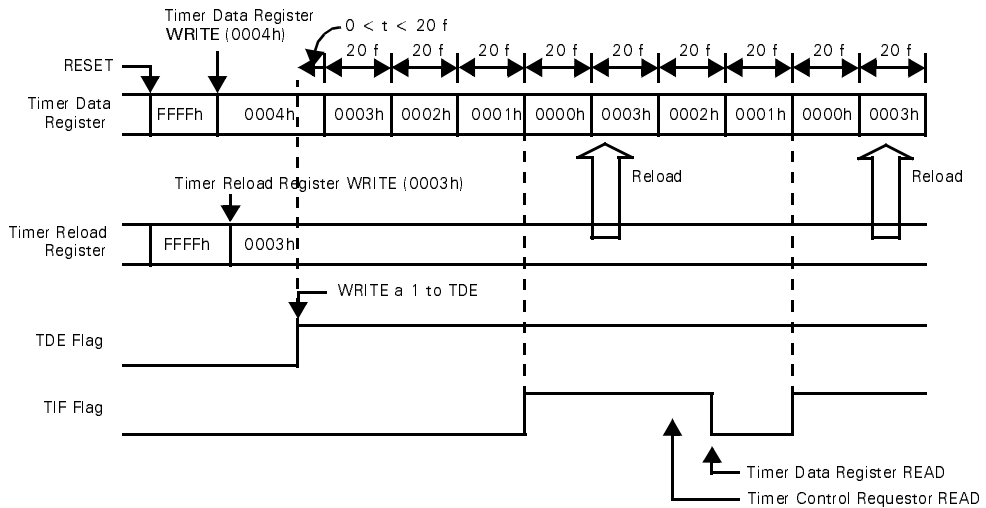 Timer Data Register
WRITE (0004h)
0 < t < 20 f
20 f 20 f 20 f 20 f 20 f 20 f 20 f 20 f 20 f
RESET
Timer Data
Register
FFFFh 0004h 0003h 0002h 0001h 0000h 0003h 0002h 0001h 0000h 0003h
Reload Reload
Timer Reload Register WRITE (0003h)
Timer Reload
Register
FFFFh 0003h
WRITE a 1 to TDE
TDE Flag
TIF Flag
Timer Data Register READ
Timer Control Requestor READ